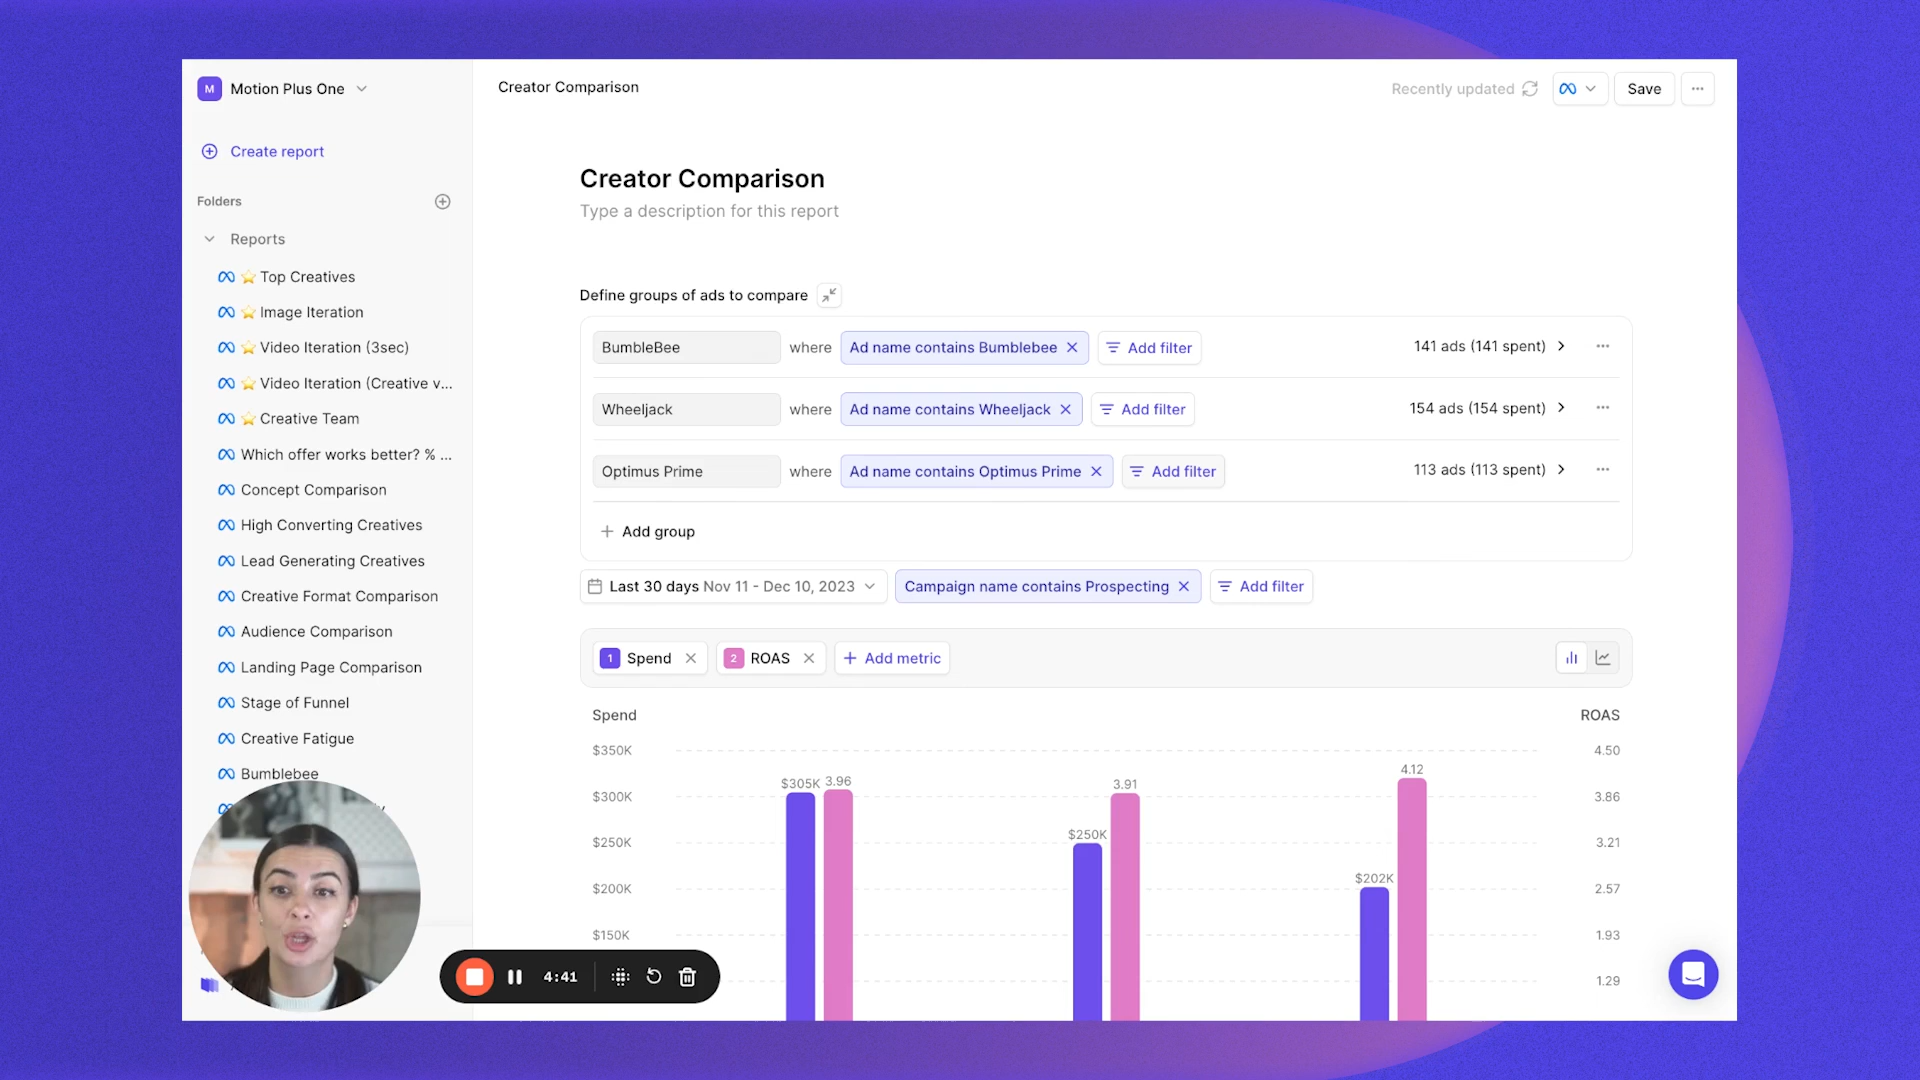 M Motion Plus One
Creator Comparison
Recently updated
Save
Create report
Folders
Reports
Top Creatives
Image Iteration
Video Iteration (3sec)
Video Iteration (Creative v...
Creative Team
Which offer works better? % ...
Concept Comparison
High Converting Creatives
Lead Generating Creatives
Creative Format Comparison
Audience Comparison
Landing Page Comparison
Stage of Funnel
Creative Fatigue
Bumblebee
Creator Comparison
Type a description for this report
Define groups of ads to compare
BumbleBee where Ad name contains Bumblebee Add filter 141 ads (141 spent)
Wheeljack where Ad name contains Wheeljack Add filter 154 ads (154 spent)
Optimus Prime where Ad name contains Optimus Prime Add filter 113 ads (113 spent)
Add group
Last 30 days Nov 11 - Dec 10, 2023 Campaign name contains Prospecting Add filter
1 Spend 2 ROAS Add metric
Spend ROAS
$350K 4.50
4.12
$305K 3.96 3.91
$300K 3.86
$250K
$250K 3.21
$202K
$200K 2.57
$150K 1.93
1.29
4:41